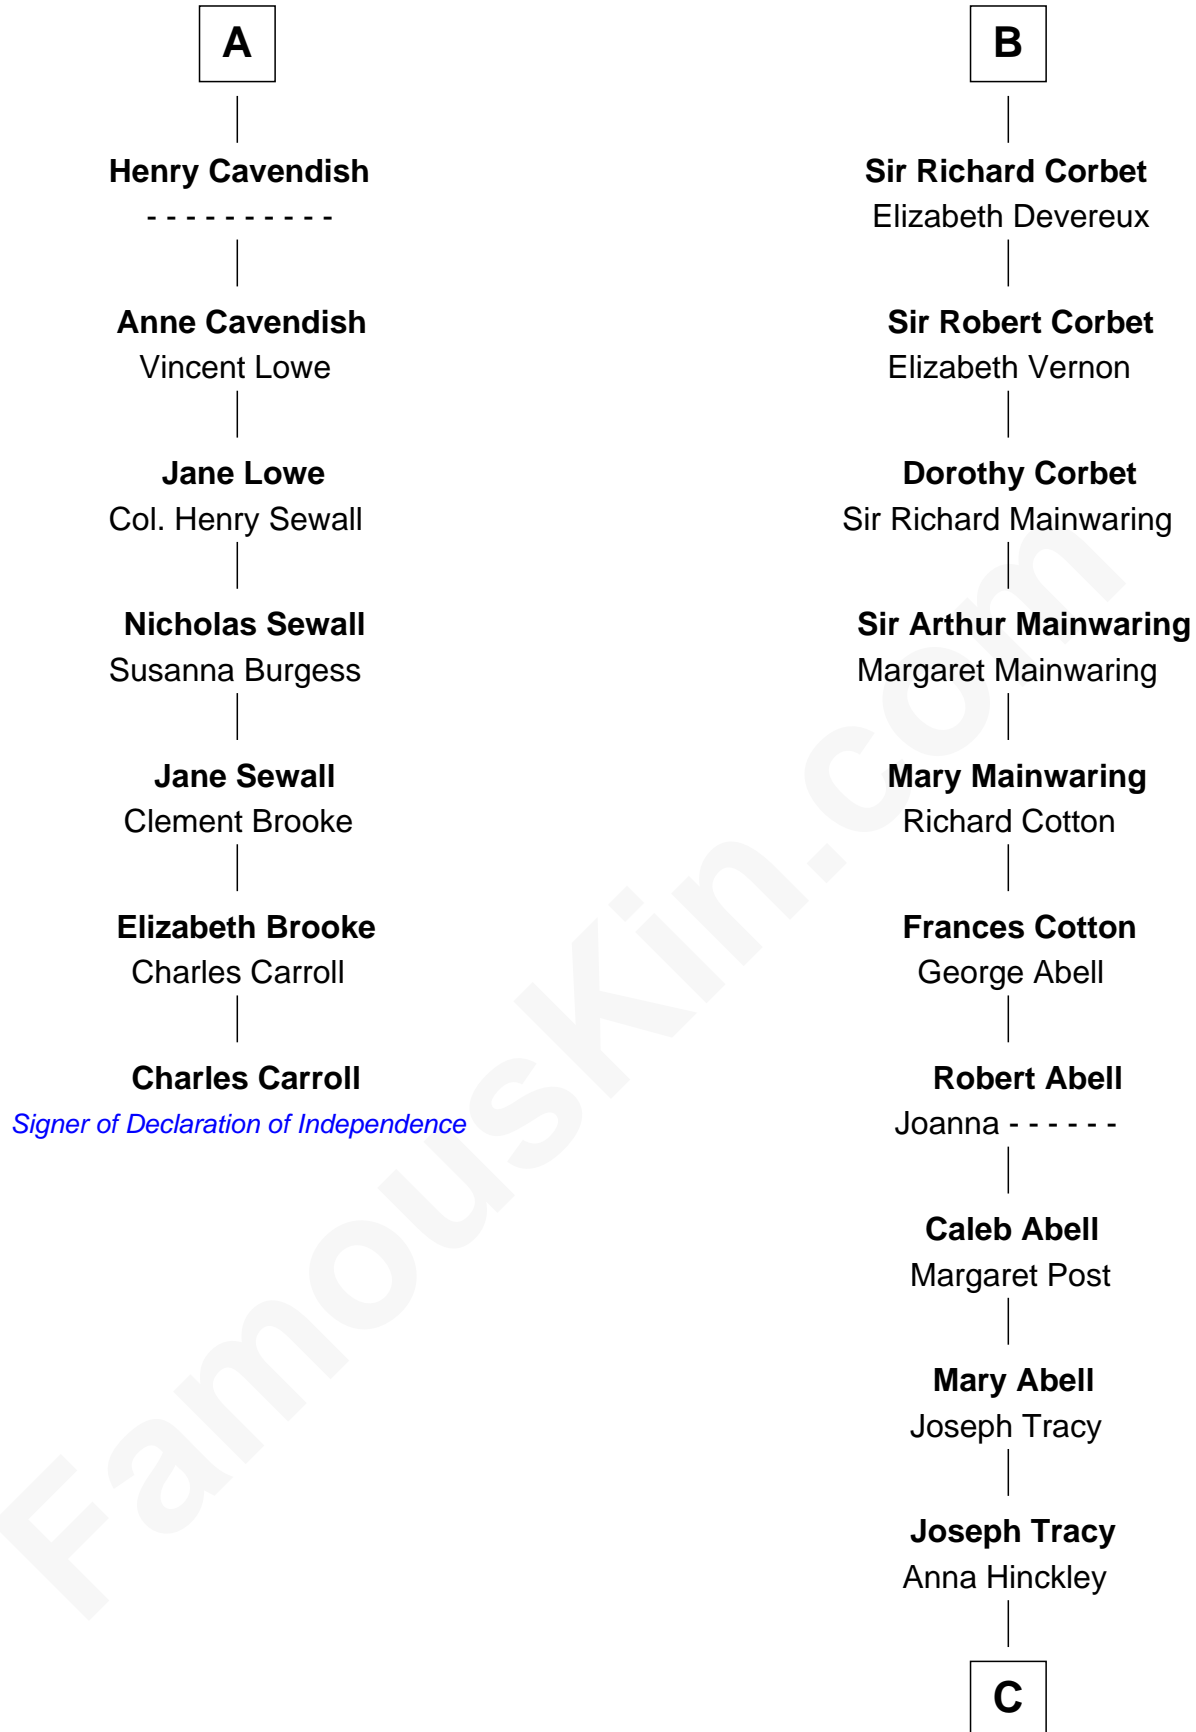 A
Henry Cavendish
- - - - - - - - - -
Anne Cavendish
Vincent Lowe
Jane Lowe
Col. Henry Sewall
Nicholas Sewall
Susanna Burgess
Jane Sewall
Clement Brooke
Elizabeth Brooke
Charles Carroll
Charles Carroll
Signer of Declaration of Independence
B
Sir Richard Corbet
Elizabeth Devereux
Sir Robert Corbet
Elizabeth Vernon
Dorothy Corbet
Sir Richard Mainwaring
Sir Arthur Mainwaring
Margaret Mainwaring
Mary Mainwaring
Richard Cotton
Frances Cotton
George Abell
Robert Abell
Joanna - - - - - -
Caleb Abell
Margaret Post
Mary Abell
Joseph Tracy
Joseph Tracy
Anna Hinckley
C
FamousKin.com